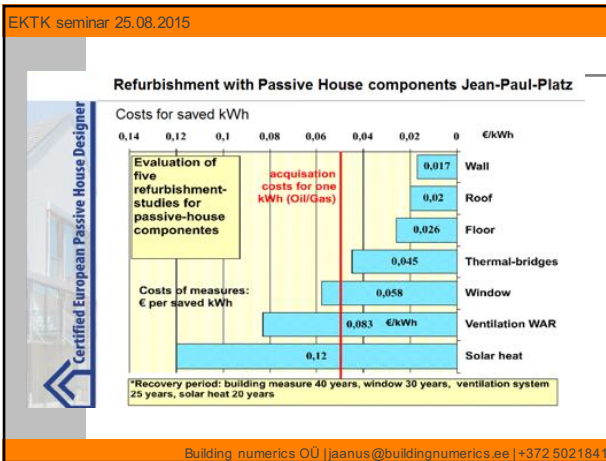 EKTK seminar 25.08.2015
Refurbishment with Passive House components Jean-Paul-Platz
Certified European Passive House Designer
Costs for saved kWh
0,14 0,12 0,1 0,08 0,06 0,04 0,02 0 €/kWh
Evaluation of
five
refurbishment-
studies for
passive-house
componentes
acquisation
costs for one
kWh (Oil/Gas)
0,017 Wall
0,02 Roof
0,026 Floor
0,045 Thermal-bridges
Costs of measures:
€ per saved kWh
0,058 Window
0,083 €/kWh Ventilation WAR
0,12 Solar heat
*Recovery period: building measure 40 years, window 30 years, ventilation system
25 years, solar heat 20 years
Building numerics OÜ | jaanus@buildingnumerics.ee | +372 5021841